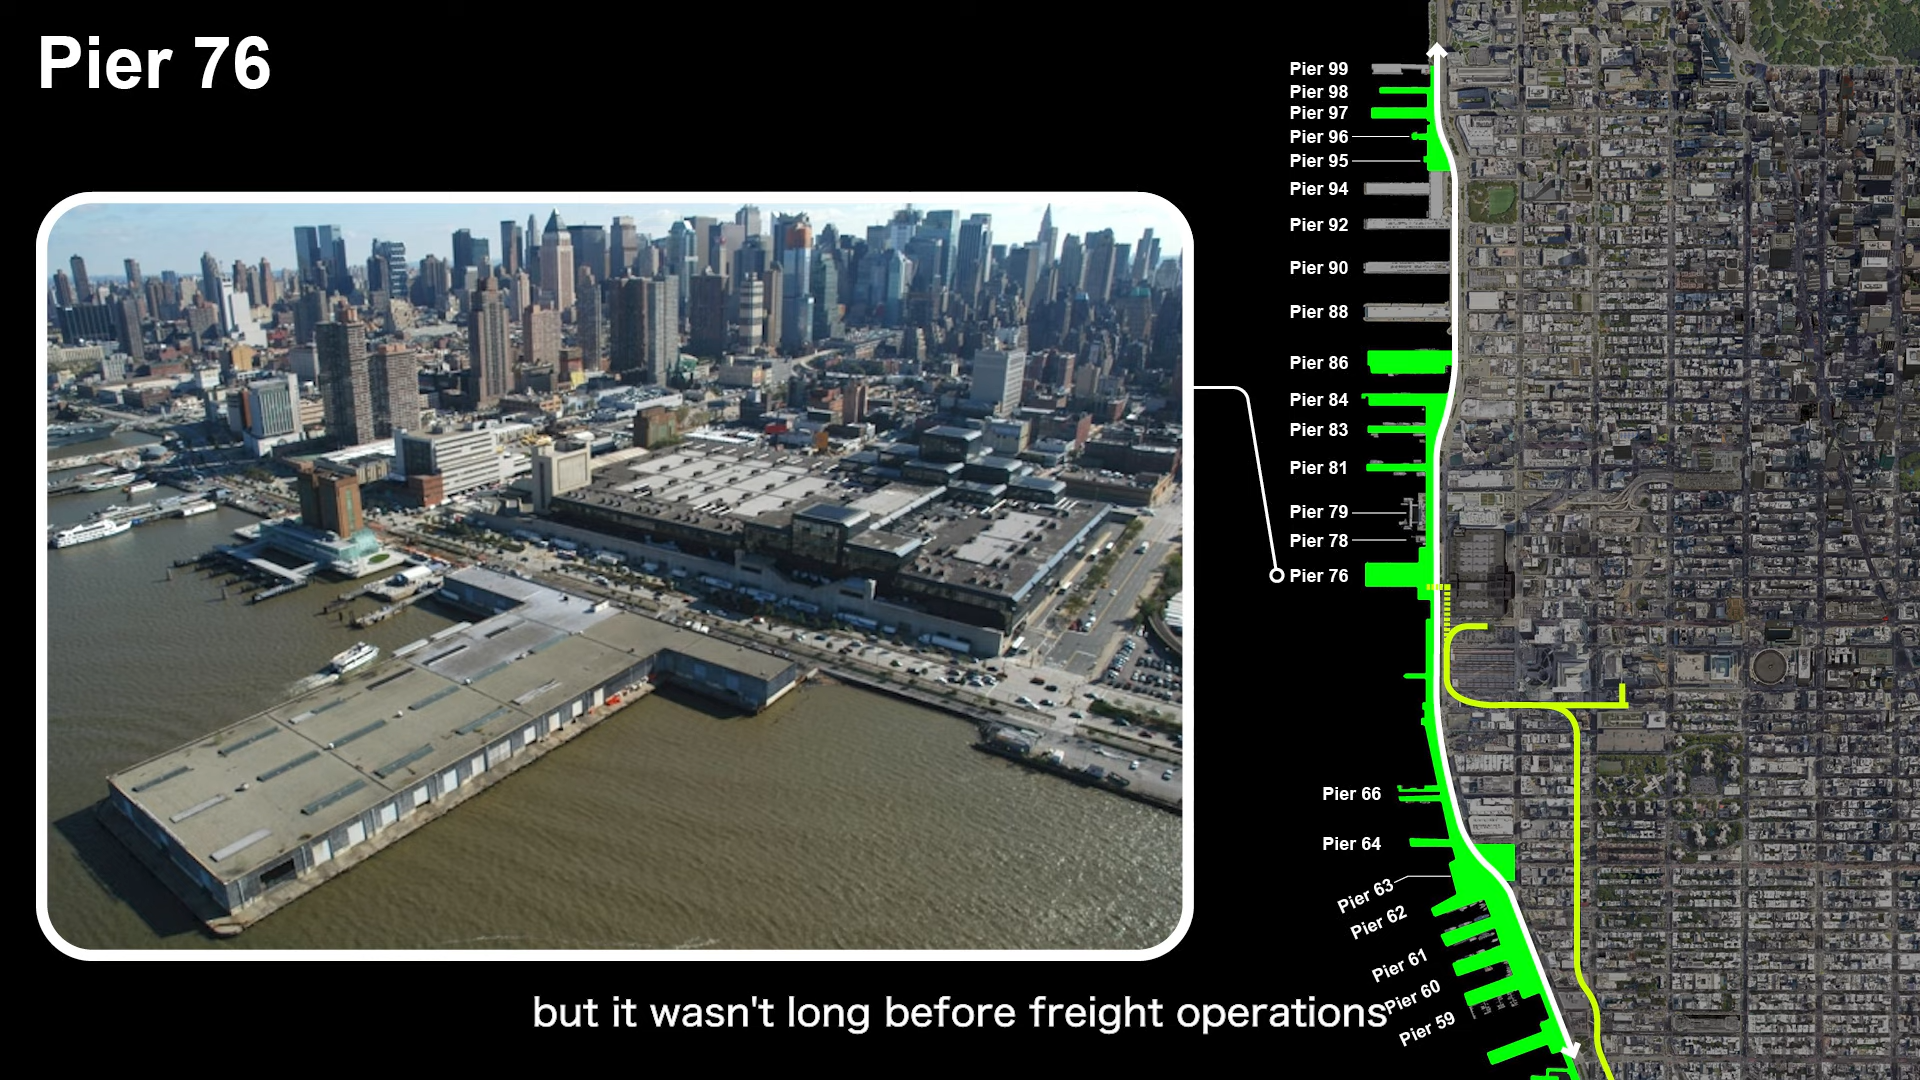 Pier 76
Pier 99
Pier 98
Pier 97
Pier 96
Pier 95
Pier 94
Pier 92
Pier 90
Pier 88
Pier 86
Pier 84
Pier 83
Pier 81
Pier 79
Pier 78
Pier 76
Pier 66
Pier 64
Pier 63
Pier 62
Pier 61
Pier 60
Pier 59
but it wasn't long before freight operations